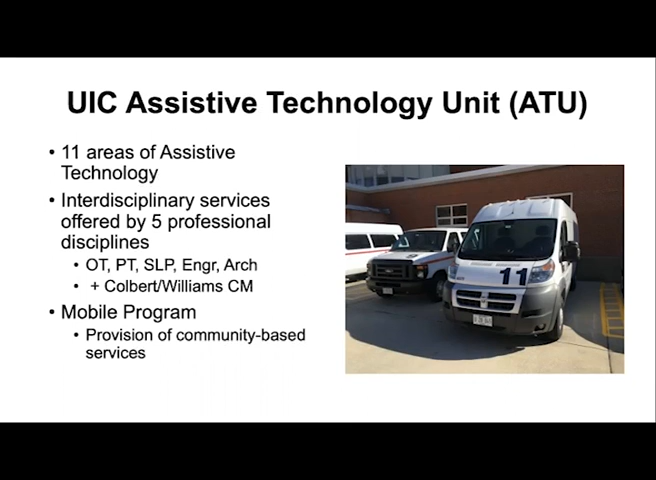 UIC Assistive Technology Unit (ATU)
• 11 areas of Assistive
Technology
• Interdisciplinary services
offered by 5 professional
disciplines
• OT, PT, SLP, Engr, Arch
• + Colbert/Williams CM
• Mobile Program
• Provision of community-based
services
11